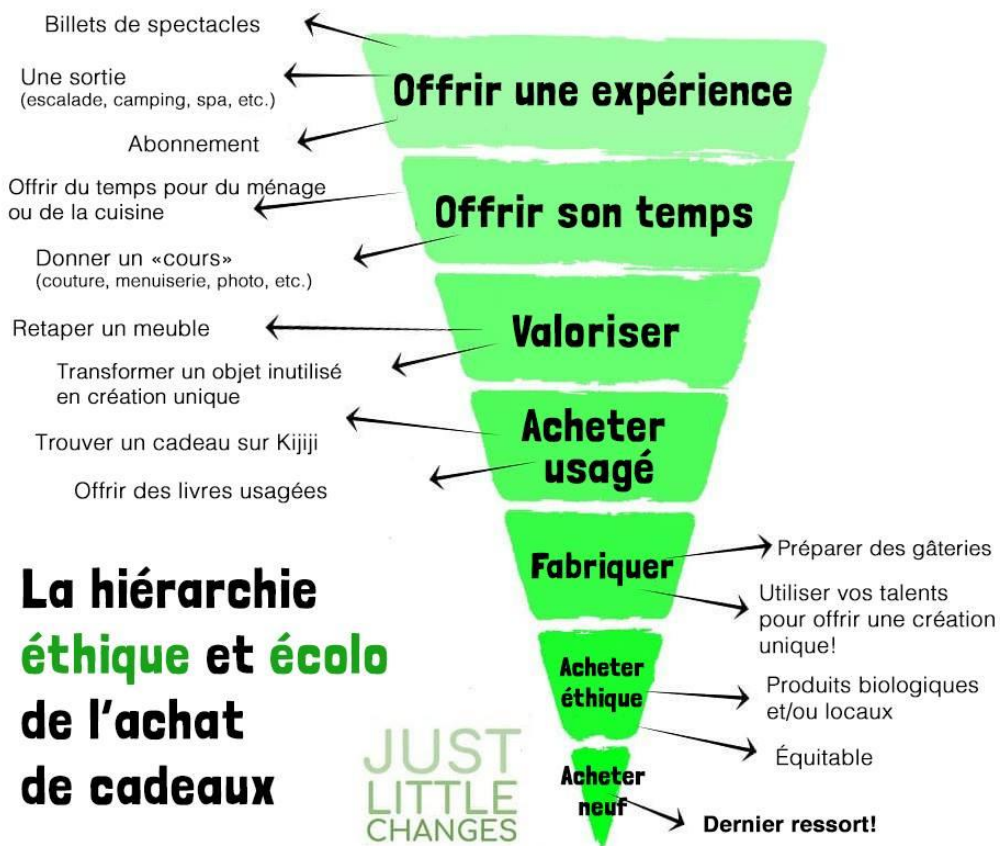 Billets de spectacles
Une sortie
(escalade, camping, spa, etc.)
Abonnement
Offrir une expérience
Offrir du temps pour du ménage
ou de la cuisine
Donner un «cours»
(couture, menuiserie, photo, etc.)
Offrir son temps
Retaper un meuble
Transformer un objet inutilisé
en création unique
Valoriser
Trouver un cadeau sur Kijiji
Offrir des livres usagées
Acheter
usagé
Fabriquer
Préparer des gâteries
Utiliser vos talents
pour offrir une création
unique!
Acheter
éthique
Produits biologiques
et/ou locaux
Équitable
Acheter
neuf
Dernier ressort!
La hiérarchie
éthique et écolo
de l'achat
de cadeaux
JUST
LITTLE
CHANGES